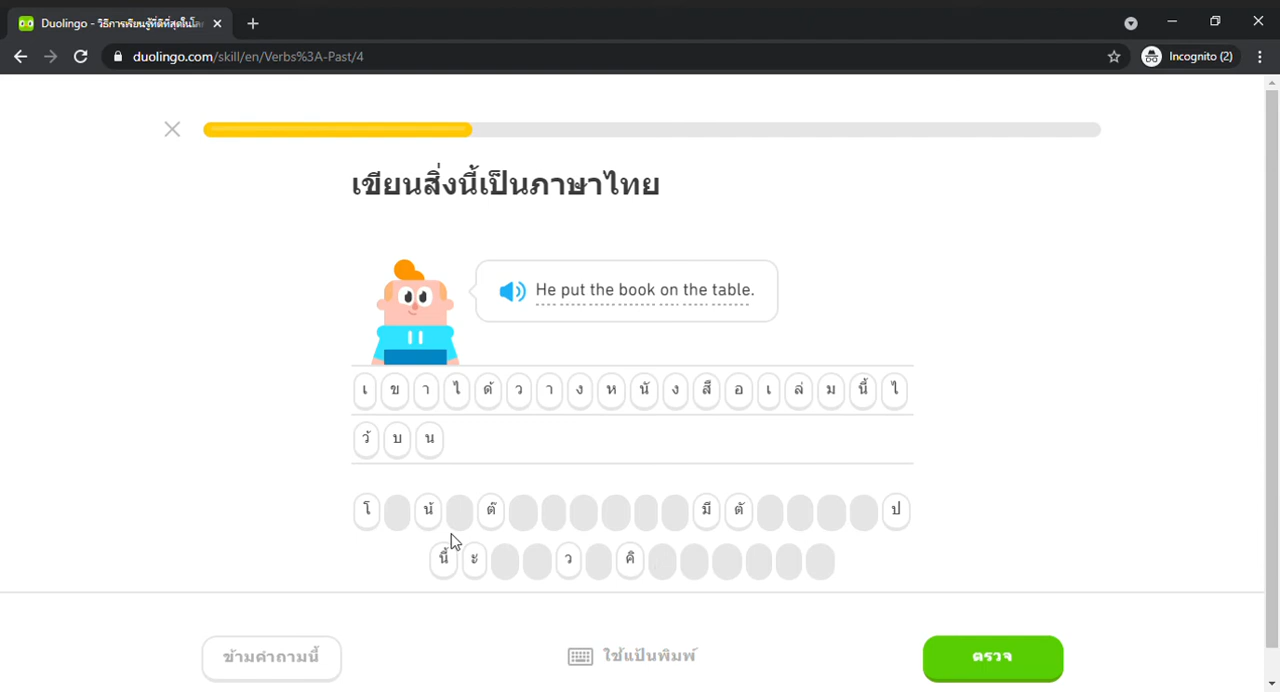 Duolingo - วิธีการเรียนรู้ที่ดีที่สุดในโล
duolingo.com/skill/en/Verbs%3A-Past/4
Incognito (2)
เขียนสิ่งนี้เป็นภาษาไทย
He put the book on the table.
เ ข า ไ ด้ ว า ง ห นั ง สื อ เ ล่ ม นี้ ไ
ว้ บ น
โ น้ ต๊ มี ตั ป
นี้ ะ ว คิ
ข้ามคำถามนี้
ใช้แป้นพิมพ์
ตรวจ